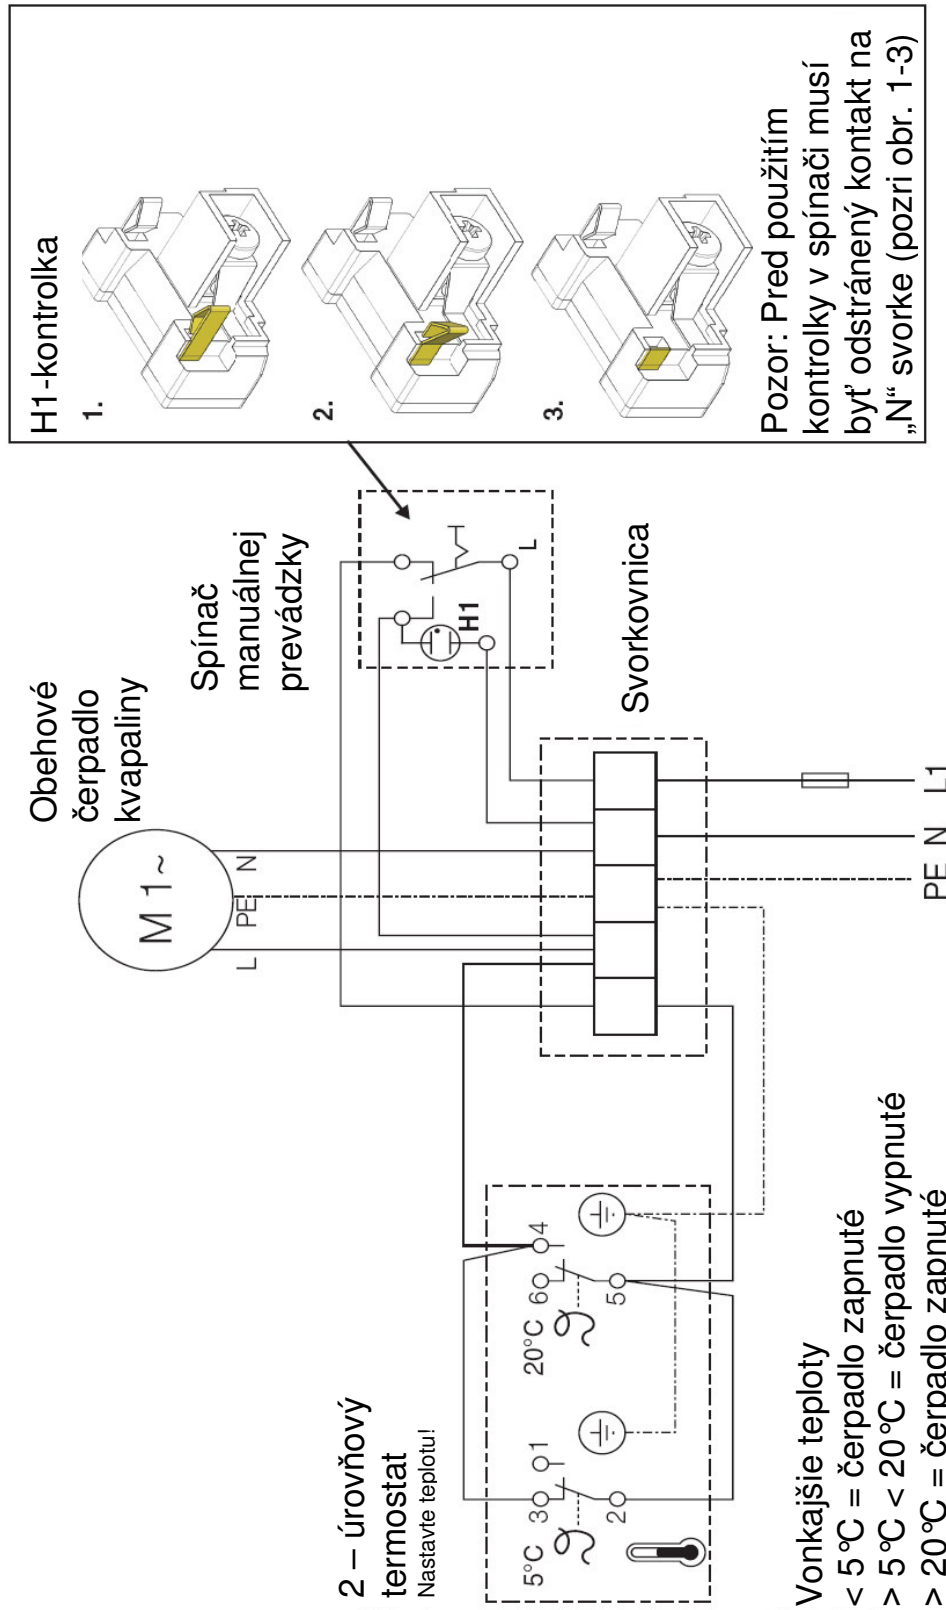 H1-kontrolka
1.
2.
3.
Pozor: Pred použitím
kontrolky v spínači musí
byť odstránený kontakt na
„N“ svorke (pozri obr. 1-3)
Obehové
čerpadlo
kvapaliny
M 1~
L PE N
Spínač
manuálnej
prevádzky
H1
L
Svorkovnica
PE N L1
2 – úrovňový
termostat
Nastavte teplotu!
5°C
3
1
2
20°C
6
4
5
Vonkajšie teploty
< 5°C = čerpadlo zapnuté
> 5°C < 20°C = čerpadlo vypnuté
> 20°C = čerpadlo zapnuté